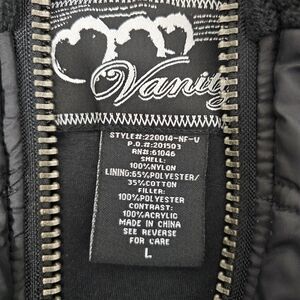 Vanity
STYLE#:220014-NF-V
P.O.#:201503
RN#:61046
SHELL:
100%NYLON
LINING:65%POLYESTER/
35%COTTON
FILLER:
100%POLYESTER
CONTRAST:
100%ACRYLIC
MADE IN CHINA
SEE REVERSE
FOR CARE
L